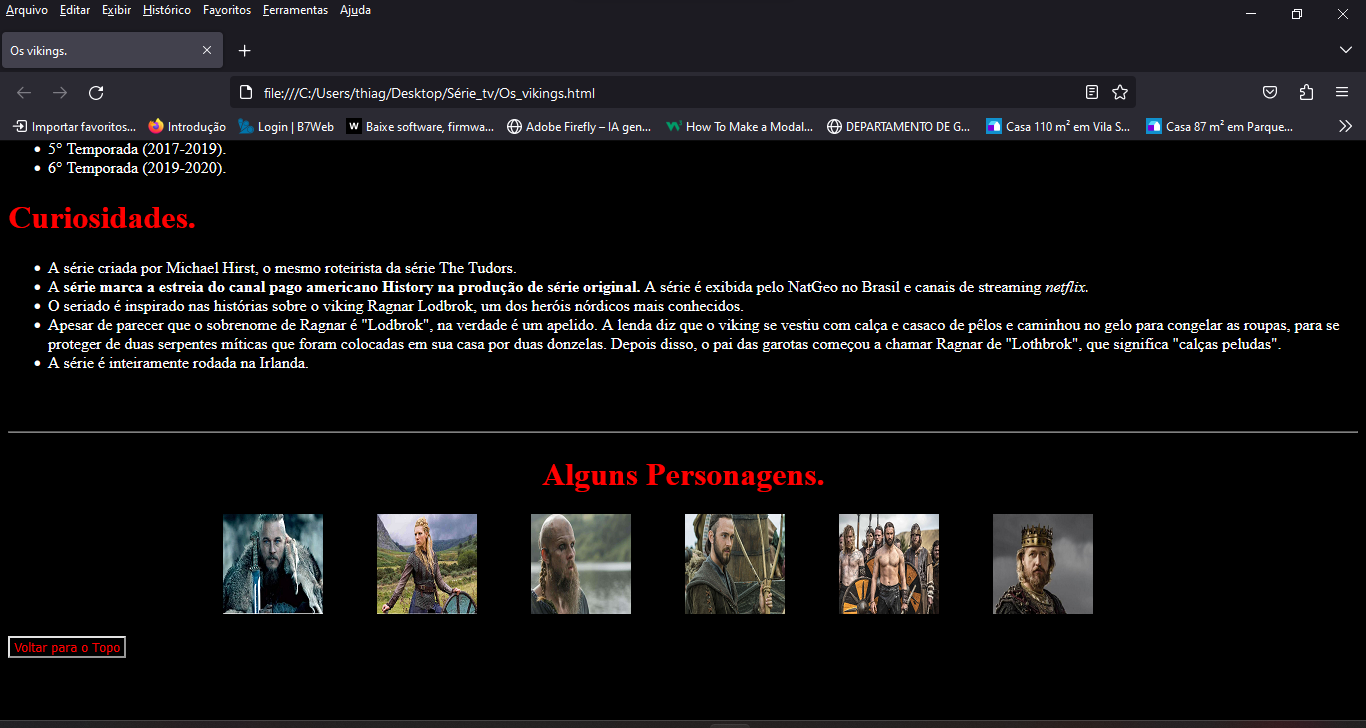 Arquivo Editar Exibir Histórico Favoritos Ferramentas Ajuda
Os vikings.
file:///C:/Users/thiag/Desktop/Série_tv/Os_vikings.html
Importar favoritos... Introdução Login | B7Web Baixe software, firmwa... Adobe Firefly – IA gen... How To Make a Modal... DEPARTAMENTO DE G... Casa 110 m² em Vila S... Casa 87 m² em Parque...
• 5° Temporada (2017-2019).
• 6° Temporada (2019-2020).
Curiosidades.
• A série criada por Michael Hirst, o mesmo roteirista da série The Tudors.
• A série marca a estreia do canal pago americano History na produção de série original. A série é exibida pelo NatGeo no Brasil e canais de streaming netflix.
• O seriado é inspirado nas histórias sobre o viking Ragnar Lodbrok, um dos heróis nórdicos mais conhecidos.
• Apesar de parecer que o sobrenome de Ragnar é "Lodbrok", na verdade é um apelido. A lenda diz que o viking se vestiu com calça e casaco de pêlos e caminhou no gelo para congelar as roupas, para se
proteger de duas serpentes míticas que foram colocadas em sua casa por duas donzelas. Depois disso, o pai das garotas começou a chamar Ragnar de "Lothbrok", que significa "calças peludas".
• A série é inteiramente rodada na Irlanda.
Alguns Personagens.
Voltar para o Topo